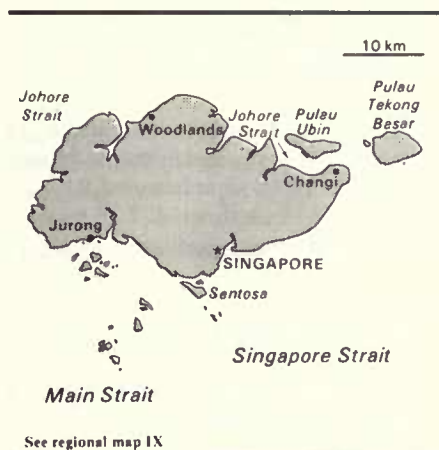 10 km
Johore
Strait
Woodlands
Johore
Strait
Pulau
Ubin
Pulau
Tekong
Besar
Changi
Jurong
SINGAPORE
Sentosa
Singapore Strait
Main Strait
See regional map IX